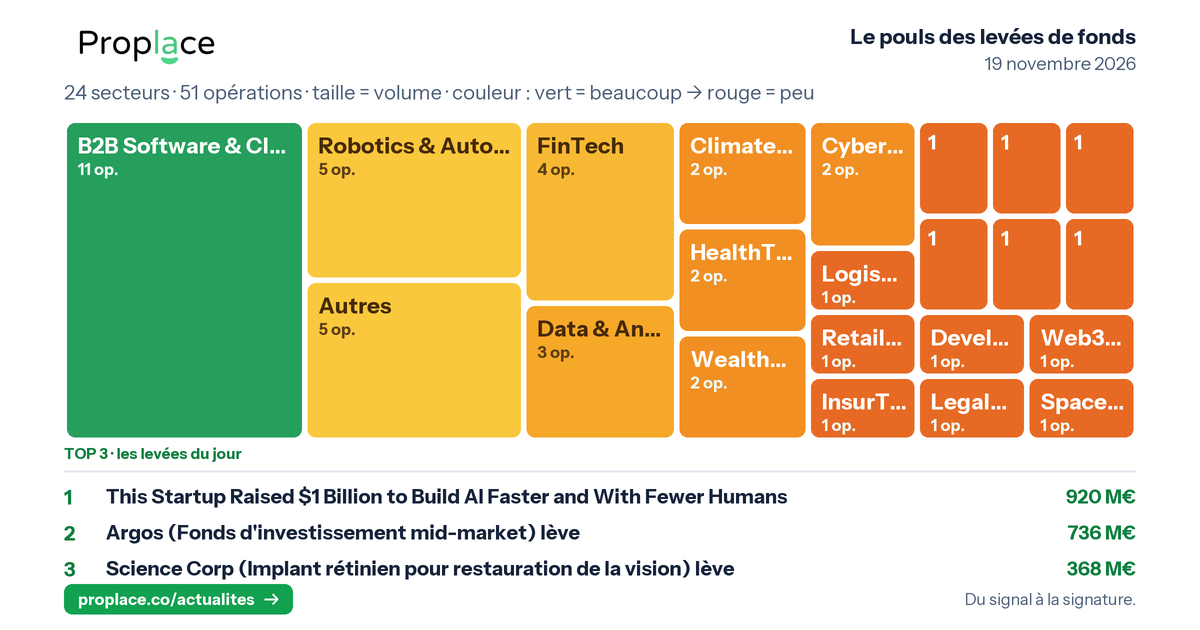 Proplace
Le pouls des levées de fonds
19 novembre 2026
24 secteurs · 51 opérations · taille = volume · couleur : vert = beaucoup → rouge = peu
B2B Software & Cl...
11 op.
Robotics & Auto...
5 op.
Autres
5 op.
FinTech
4 op.
Data & An...
3 op.
Climate...
2 op.
HealthT...
2 op.
Wealth...
2 op.
Cyber...
2 op.
Logis...
1 op.
Retail...
1 op.
InsurT...
1 op.
1
1
1
1
1
1
Devel...
1 op.
Web3...
1 op.
Legal...
1 op.
Space...
1 op.
TOP 3 · les levées du jour
1 This Startup Raised $1 Billion to Build AI Faster and With Fewer Humans 920 M€
2 Argos (Fonds d'investissement mid-market) lève 736 M€
3 Science Corp (Implant rétinien pour restauration de la vision) lève 368 M€
proplace.co/actualites →
Du signal à la signature.